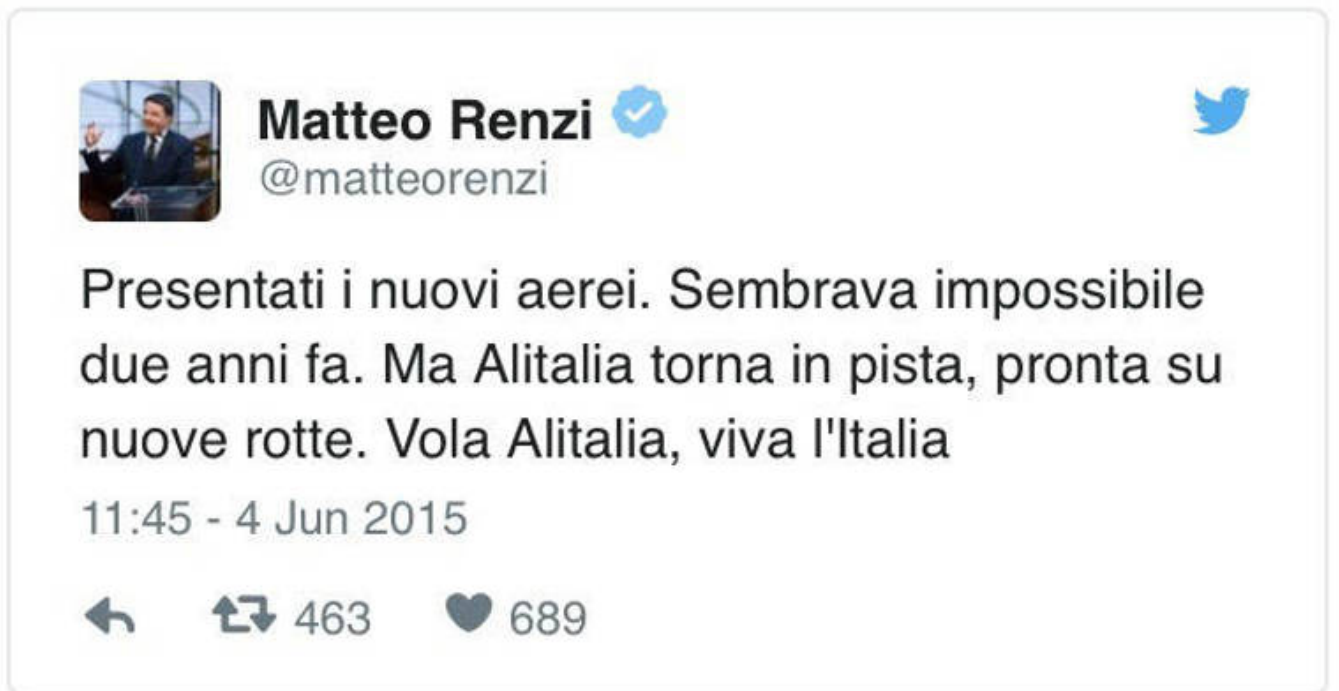 Matteo Renzi
@matteorenzi
Presentati i nuovi aerei. Sembrava impossibile
due anni fa. Ma Alitalia torna in pista, pronta su
nuove rotte. Vola Alitalia, viva l'Italia
11:45 - 4 Jun 2015
463 689